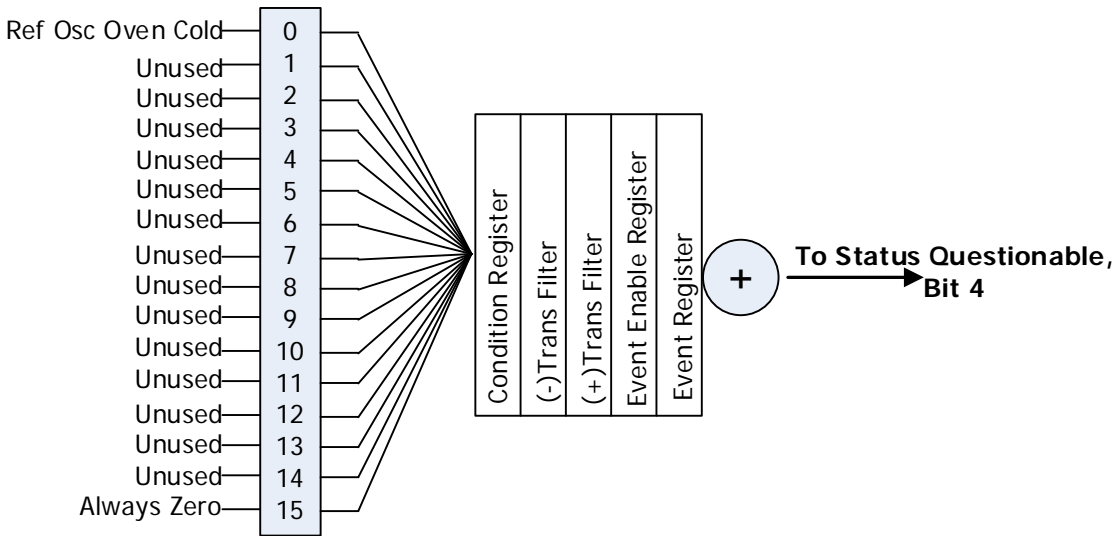 Ref Osc Oven Cold 0
Unused 1
Unused 2
Unused 3
Unused 4
Unused 5
Unused 6
Unused 7
Unused 8
Unused 9
Unused 10
Unused 11
Unused 12
Unused 13
Unused 14
Always Zero 15
Condition Register
(-)Trans Filter
(+)Trans Filter
Event Enable Register
Event Register
+
To Status Questionable,
Bit 4